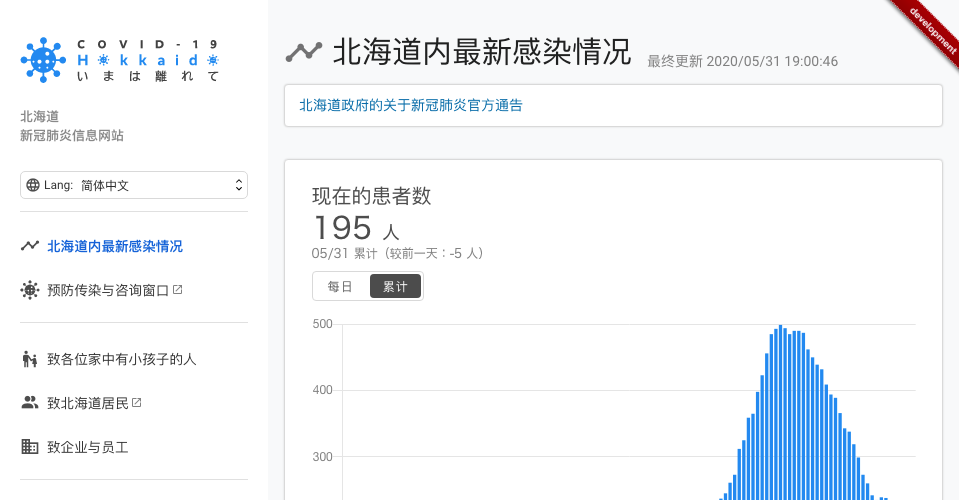 COVID-19
Hokkaido
いまは離れて
北海道
新冠肺炎信息网站
Lang: 简体中文
北海道内最新感染情况
预防传染与咨询窗口
致各位家中有小孩子的人
致北海道居民
致企业与员工
development
北海道内最新感染情况
最终更新 2020/05/31 19:00:46
北海道政府的关于新冠肺炎官方通告
现在的患者数
195 人
05/31 累计（较前一天：-5 人）
每日 累计
500
400
300